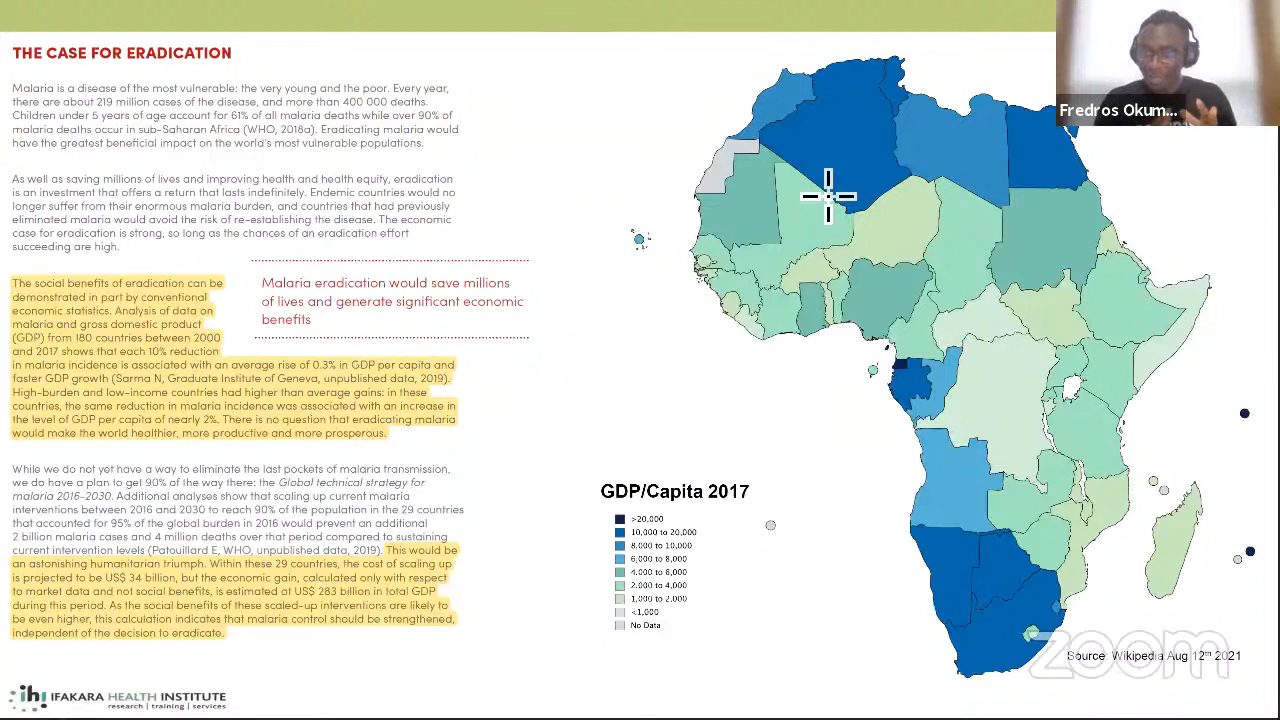 THE CASE FOR ERADICATION
Malaria is a disease of the most vulnerable: the very young and the poor. Every year,
there are about 219 million cases of the disease, and more than 400 000 deaths.
Children under 5 years of age account for 61% of all malaria deaths while over 90% of
malaria deaths occur in sub-Saharan Africa (WHO, 2018a). Eradicating malaria would
have the greatest beneficial impact on the world's most vulnerable populations.
As well as saving millions of lives and improving health and health equity, eradication
is an investment that offers a return that lasts indefinitely. Endemic countries would no
longer suffer from their enormous malaria burden, and countries that had previously
eliminated malaria would avoid the risk of re-establishing the disease. The economic
case for eradication is strong, so long as the chances of an eradication effort
succeeding are high.
The social benefits of eradication can be
demonstrated in part by conventional
economic statistics. Analysis of data on
malaria and gross domestic product
(GDP) from 180 countries between 2000
and 2017 shows that each 10% reduction
in malaria incidence is associated with an average rise of 0.3% in GDP per capita and
faster GDP growth (Sarma N, Graduate Institute of Geneva, unpublished data, 2019).
High-burden and low-income countries had higher than average gains: in these
countries, the same reduction in malaria incidence was associated with an increase in
the level of GDP per capita of nearly 2%. There is no question that eradicating malaria
would make the world healthier, more productive and more prosperous.
Malaria eradication would save millions
of lives and generate significant economic
benefits
While we do not yet have a way to eliminate the last pockets of malaria transmission,
we do have a plan to get 90% of the way there: the Global technical strategy for
malaria 2016–2030. Additional analyses show that scaling up current malaria
interventions between 2016 and 2030 to reach 90% of the population in the 29 countries
that accounted for 95% of the global burden in 2016 would prevent an additional
2 billion malaria cases and 4 million deaths over that period compared to sustaining
current intervention levels (Patouillard E, WHO, unpublished data, 2019). This would be
an astonishing humanitarian triumph. Within these 29 countries, the cost of scaling up
is projected to be US$ 34 billion, but the economic gain, calculated only with respect
to market data and not social benefits, is estimated at US$ 283 billion in total GDP
during this period. As the social benefits of these scaled-up interventions are likely to
be even higher, this calculation indicates that malaria control should be strengthened,
independent of the decision to eradicate.
ihi IFAKARA HEALTH INSTITUTE
research | training | services
Fredros Okum...
GDP/Capita 2017
>20,000
10,000 to 20,000
8,000 to 10,000
6,000 to 8,000
4,000 to 6,000
2,000 to 4,000
1,000 to 2,000
<1,000
No Data
zoom
Source: Wikipedia Aug 12th 2021